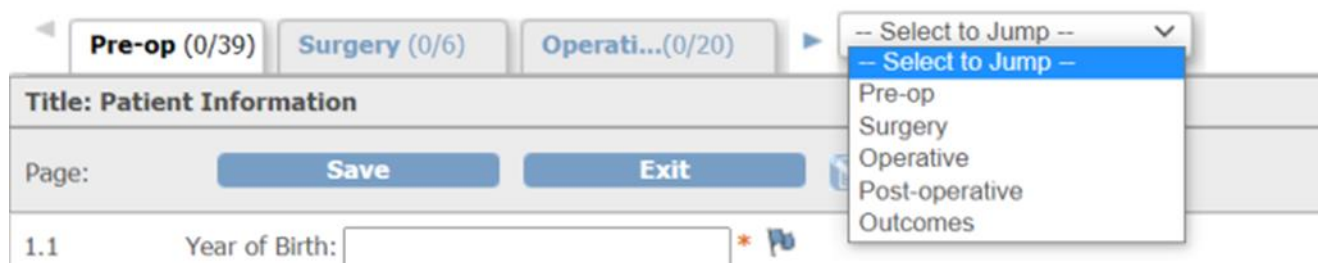 Pre-op (0/39) Surgery (0/6) Operati...(0/20) -- Select to Jump --
-- Select to Jump --
Title: Patient Information
Pre-op
Surgery
Operative
Post-operative
Outcomes
Page: Save Exit
1.1 Year of Birth: *